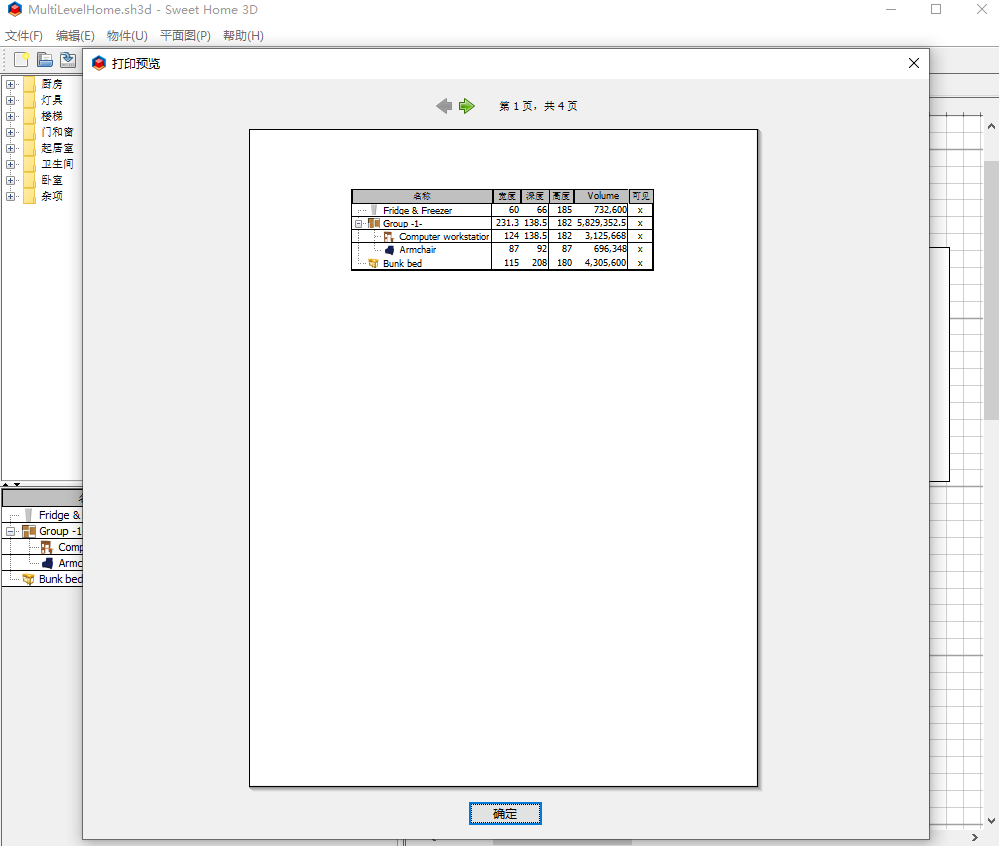 MultiLevelHome.sh3d - Sweet Home 3D
文件(F) 编辑(E) 物件(U) 平面图(P) 帮助(H)
打印预览
厨房
灯具
楼梯
门和窗
起居室
卫生间
卧室
杂项
第 1 页，共 4 页
名称 宽度 深度 高度 Volume 可见
Fridge & Freezer 60 66 185 732,600 x
Group -1- 231.3 138.5 182 5,829,352.5 x
Computer workstation 124 138.5 182 3,125,668 x
Armchair 87 92 87 696,348 x
Bunk bed 115 208 180 4,305,600 x
Fridge &
Group -1
Comp
Armc
Bunk bed
确定